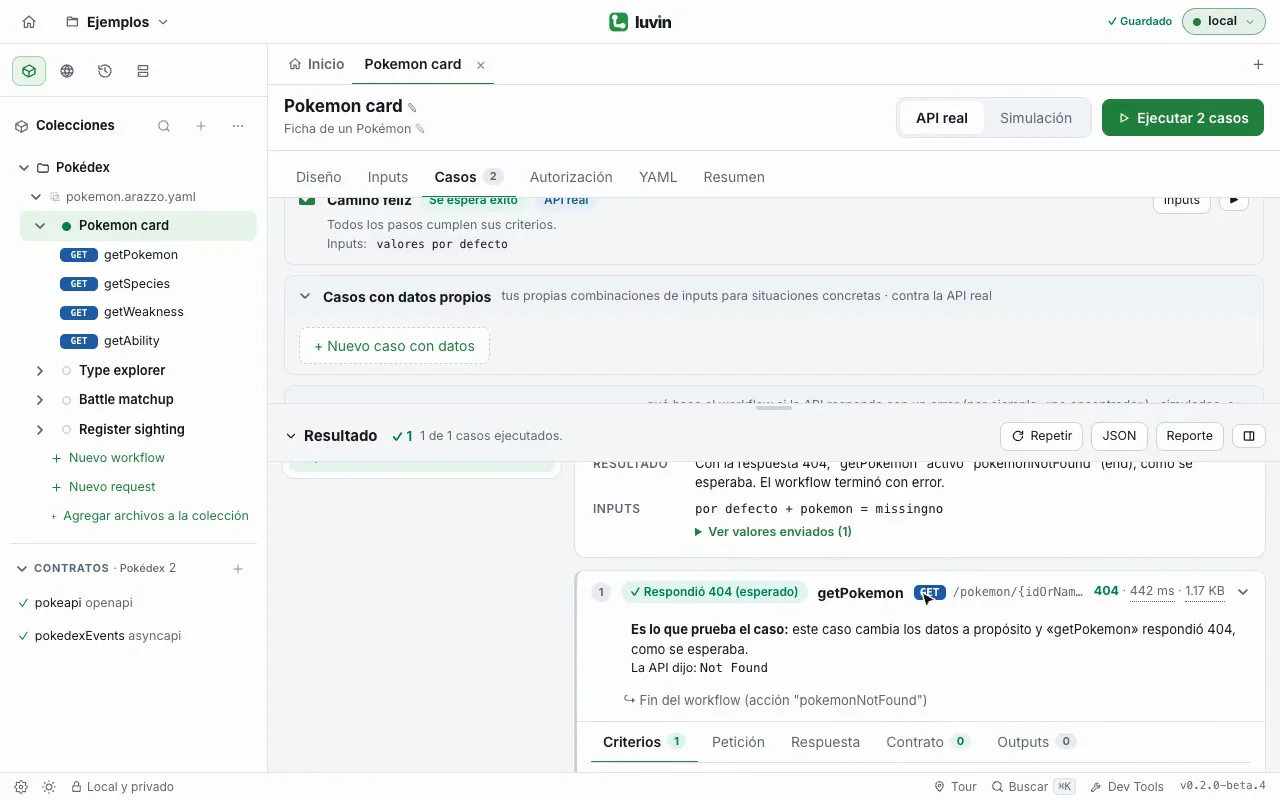 Ejemplos
luvin
Guardado
local
Inicio
Pokemon card
Colecciones
Pokemon card
Ficha de un Pokémon
API real
Simulación
Ejecutar 2 casos
Pokédex
pokemon.arazzo.yaml
Pokemon card
GET getPokemon
GET getSpecies
GET getWeakness
GET getAbility
Type explorer
Battle matchup
Register sighting
+ Nuevo workflow
+ Nuevo request
+ Agregar archivos a la colección
CONTRATOS · Pokédex 2
pokeapi openapi
pokedexEvents asyncapi
Diseño
Inputs
Casos 2
Autorización
YAML
Resumen
Camino feliz
Se espera éxito
API real
Inputs
Todos los pasos cumplen sus criterios.
Inputs: valores por defecto
Casos con datos propios tus propias combinaciones de inputs para situaciones concretas · contra la API real
+ Nuevo caso con datos
Resultado
1 1 de 1 casos ejecutados.
Repetir
JSON
Reporte
RESULTADO Con la respuesta 404, "getPokemon" activó "pokemonNotFound" (end), como se
esperaba. El workflow terminó con error.
INPUTS por defecto + pokemon = missingno
Ver valores enviados (1)
1 Respondió 404 (esperado) getPokemon GET /pokemon/{idOrNam… 404 · 442 ms · 1.17 KB
Es lo que prueba el caso: este caso cambia los datos a propósito y «getPokemon» respondió 404,
como se esperaba.
La API dijo: Not Found
↪ Fin del workflow (acción "pokemonNotFound")
Criterios 1
Petición
Respuesta
Contrato 0
Outputs 0
Local y privado
Tour
Buscar ⌘K
Dev Tools
v0.2.0-beta.4